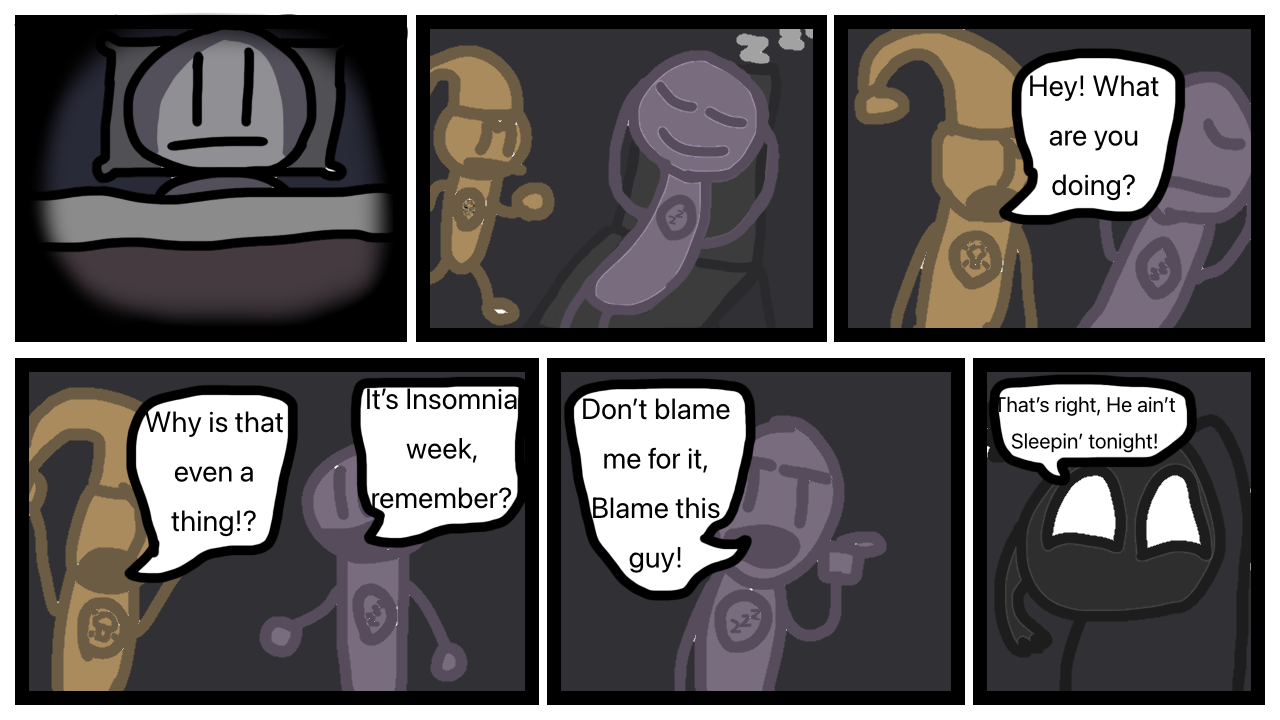 Z Z
Hey! What
are you
doing?
Why is that
even a
thing!?
It's Insomnia
week,
remember?
Don't blame
me for it,
Blame this
guy!
zzz
That's right, He ain't
Sleepin' tonight!